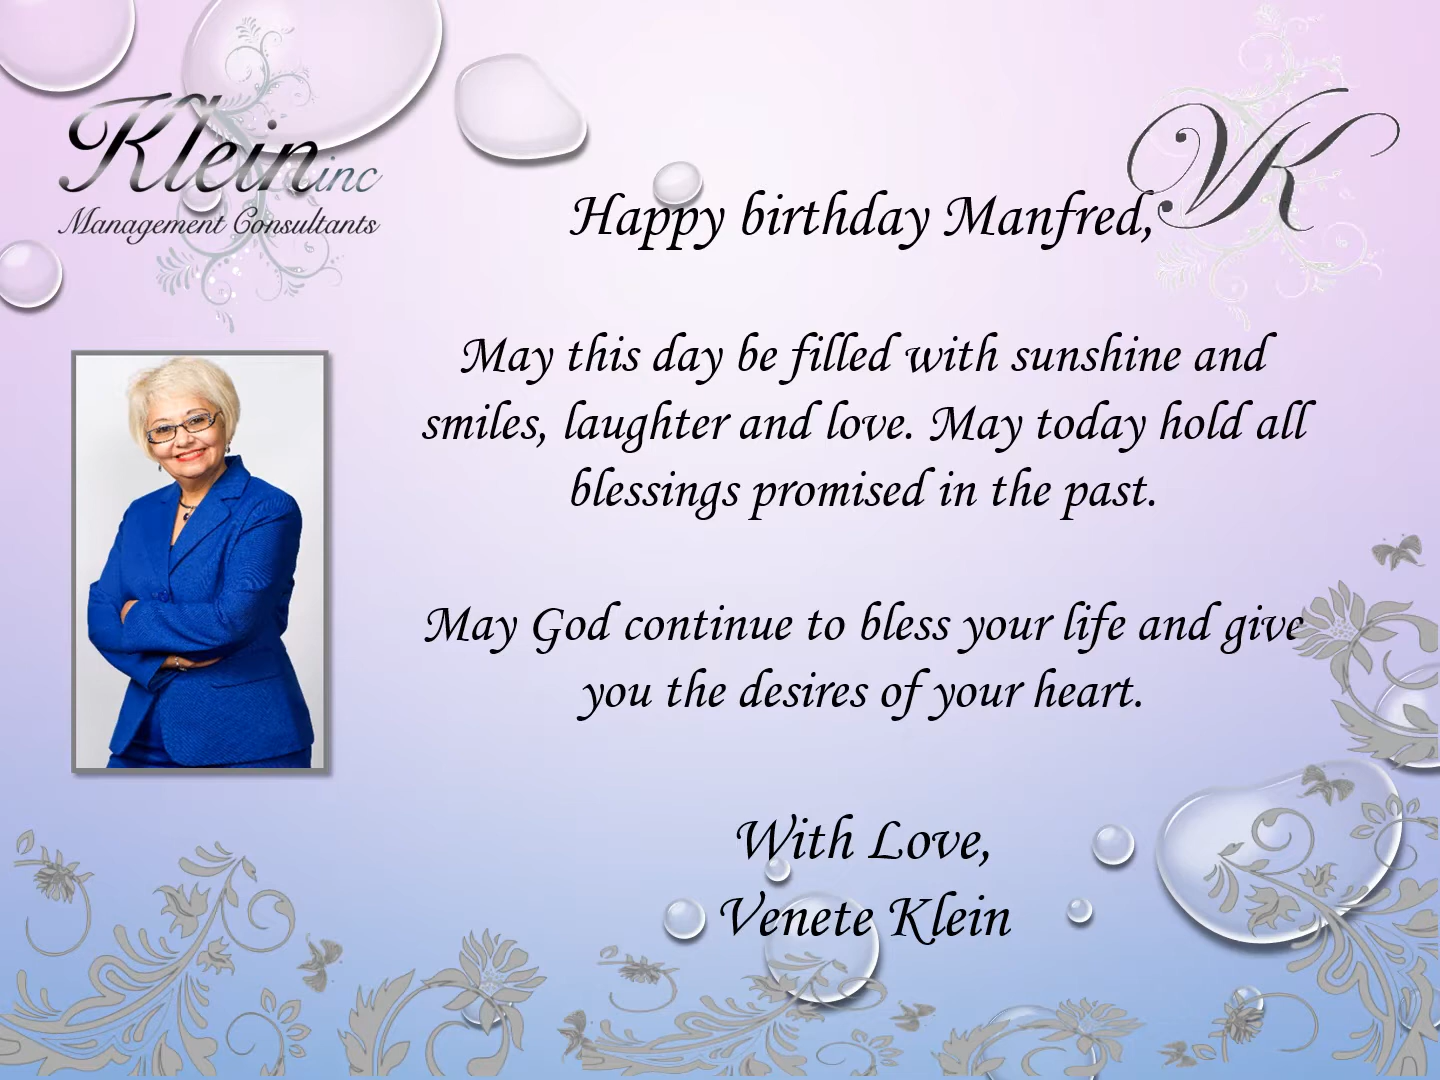 Klein inc
Management Consultants
VK
Happy birthday Manfred,
May this day be filled with sunshine and
smiles, laughter and love. May today hold all
blessings promised in the past.
May God continue to bless your life and give
you the desires of your heart.
With Love,
Venete Klein